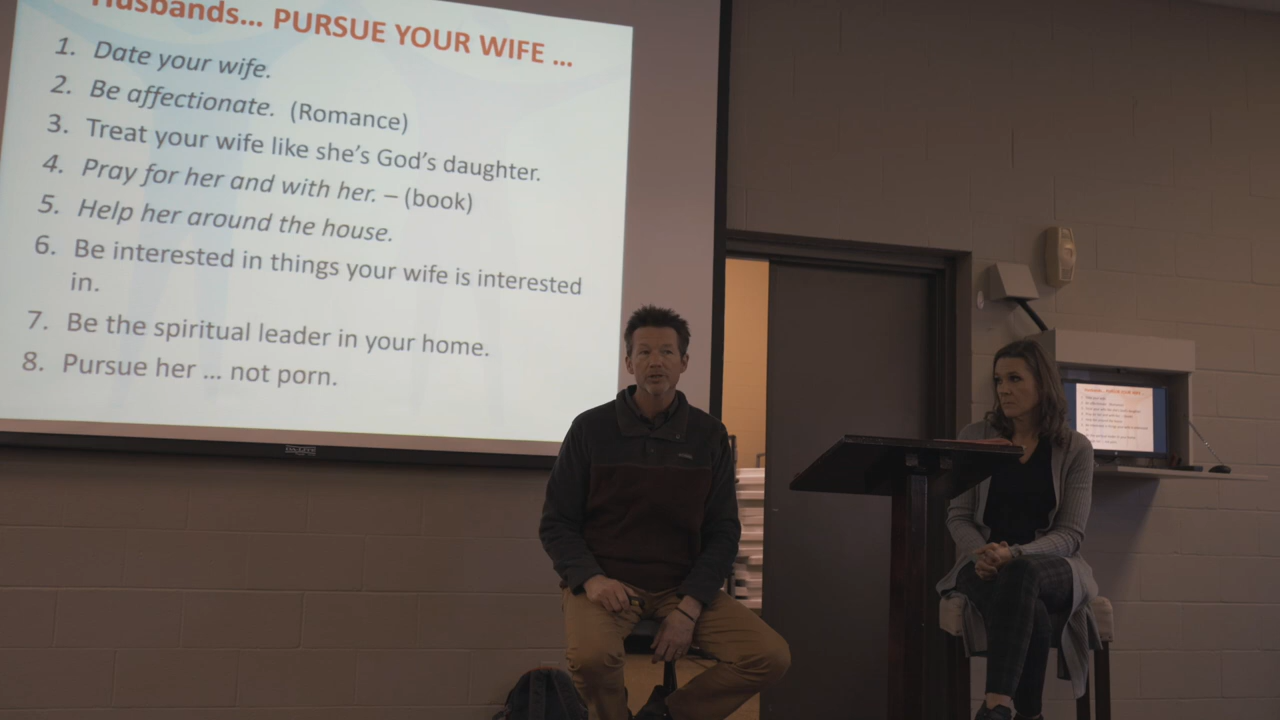 Husbands... PURSUE YOUR WIFE ...
1. Date your wife.
2. Be affectionate. (Romance)
3. Treat your wife like she's God's daughter.
4. Pray for her and with her. – (book)
5. Help her around the house.
6. Be interested in things your wife is interested
in.
7. Be the spiritual leader in your home.
8. Pursue her ... not porn.